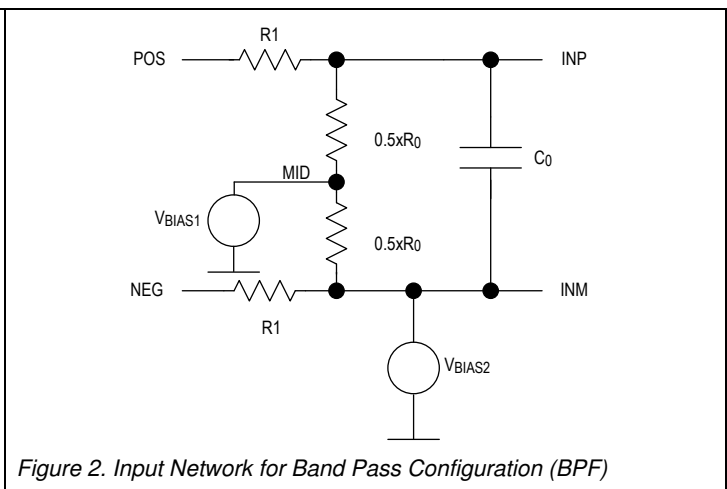 R1
POS
INP
0.5xR0
C0
MID
VBIAS1
0.5xR0
NEG
INM
R1
VBIAS2
Figure 2. Input Network for Band Pass Configuration (BPF)